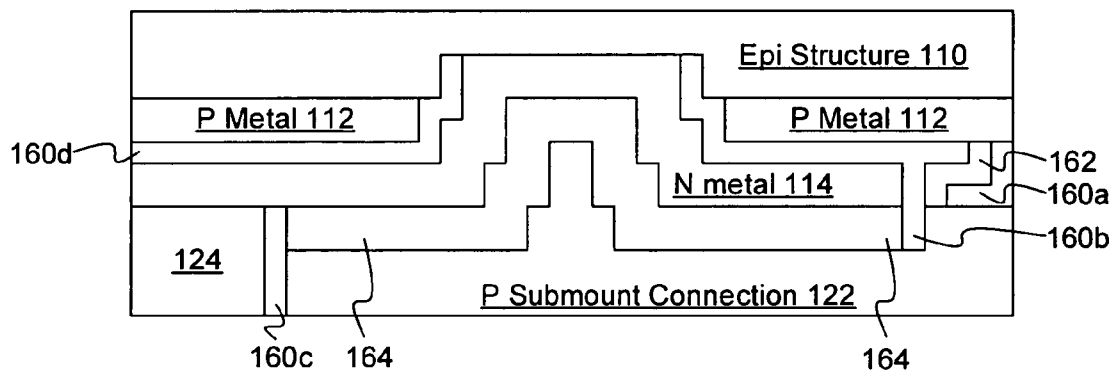 Epi Structure 110
P Metal 112
P Metal 112
160d
162
N metal 114
160a
160b
124
P Submount Connection 122
160c
164
164